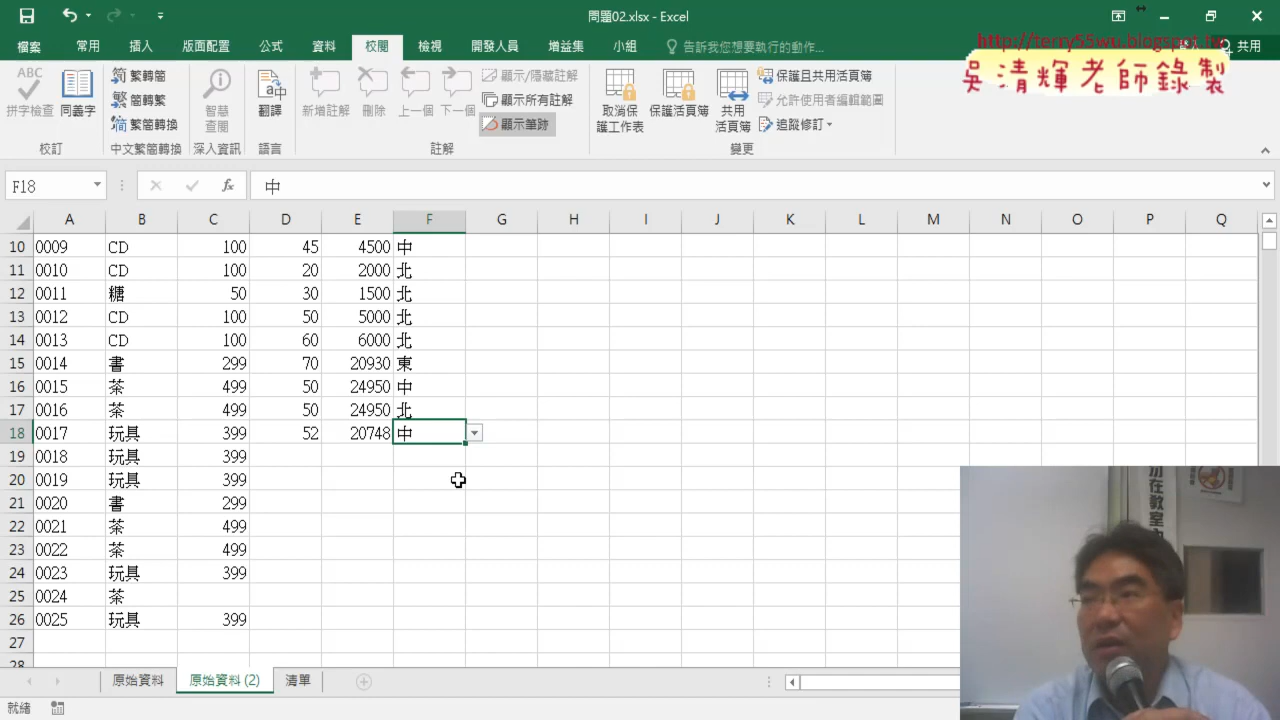 問題02.xlsx - Excel
http://terry55wu.blogspot.tw
吳清輝老師錄製
檔案 常用 插入 版面配置 公式 資料 校閱 檢視 開發人員 增益集 小組 告訴我您想要執行的動作... 共用
ABC 拼字檢查 同義字 繁轉簡 簡轉繁 繁簡轉換 智慧查閱 翻譯 新增註解 刪除 上一個 下一個 顯示/隱藏註解 顯示所有註解 顯示筆跡 取消保護工作表 保護活頁簿 共用活頁簿 保護且共用活頁簿 允許使用者編輯範圍 追蹤修訂
校訂 中文繁簡轉換 深入資訊 語言 註解 變更
F18 fx 中
A B C D E F G H I J K L M N O P Q
10 0009 CD 100 45 4500 中
11 0010 CD 100 20 2000 北
12 0011 糖 50 30 1500 北
13 0012 CD 100 50 5000 北
14 0013 CD 100 60 6000 北
15 0014 書 299 70 20930 東
16 0015 茶 499 50 24950 中
17 0016 茶 499 50 24950 北
18 0017 玩具 399 52 20748 中
19 0018 玩具 399
20 0019 玩具 399
21 0020 書 299
22 0021 茶 499
23 0022 茶 499
24 0023 玩具 399
25 0024 茶
26 0025 玩具 399
27
28
原始資料 原始資料 (2) 清單
就緒